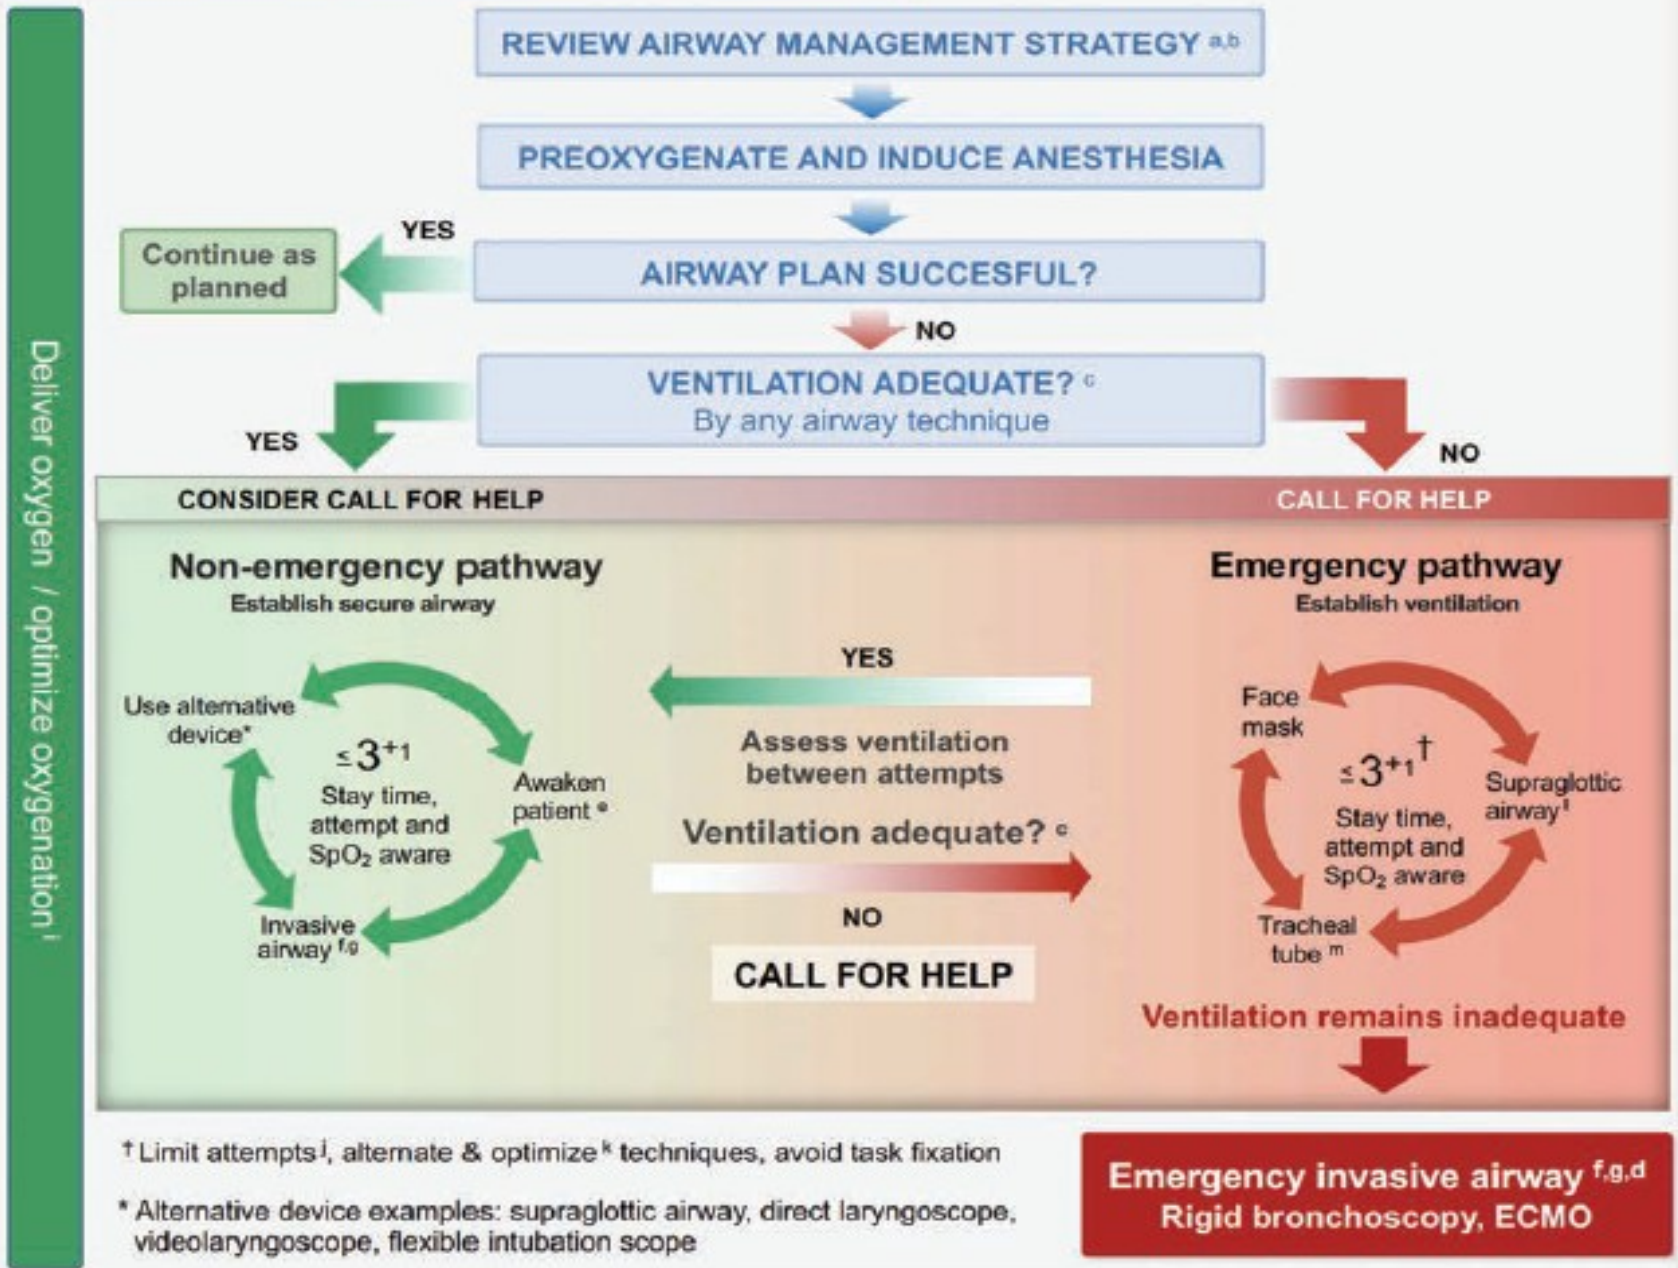 Deliver oxygen / optimize oxygenation i
REVIEW AIRWAY MANAGEMENT STRATEGY a,b
PREOXYGENATE AND INDUCE ANESTHESIA
YES
Continue as
planned
AIRWAY PLAN SUCCESFUL?
NO
VENTILATION ADEQUATE? c
By any airway technique
YES
NO
CONSIDER CALL FOR HELP
CALL FOR HELP
Non-emergency pathway
Establish secure airway
Use alternative
device*
≤3+1
Stay time,
attempt and
SpO₂ aware
Awaken
patient e
Invasive
airway f,g
YES
Assess ventilation
between attempts
Ventilation adequate? c
NO
CALL FOR HELP
Emergency pathway
Establish ventilation
Face
mask
≤3+1†
Stay time,
attempt and
SpO₂ aware
Supraglottic
airway l
Tracheal
tube m
Ventilation remains inadequate
† Limit attempts j, alternate & optimize k techniques, avoid task fixation
* Alternative device examples: supraglottic airway, direct laryngoscope,
videolaryngoscope, flexible intubation scope
Emergency invasive airway f,g,d
Rigid bronchoscopy, ECMO